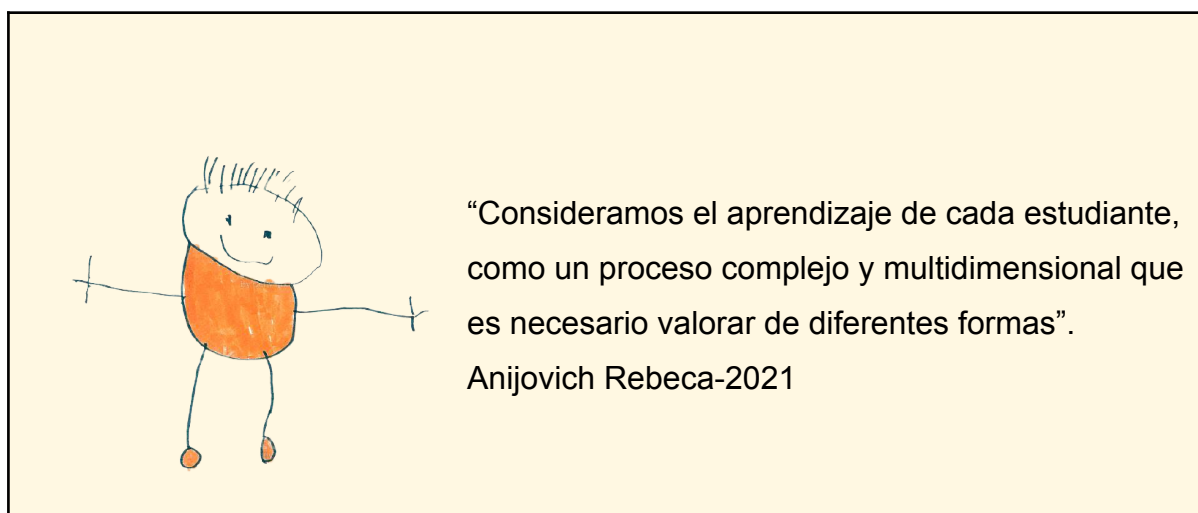 “Consideramos el aprendizaje de cada estudiante,
como un proceso complejo y multidimensional que
es necesario valorar de diferentes formas”.
Anijovich Rebeca-2021